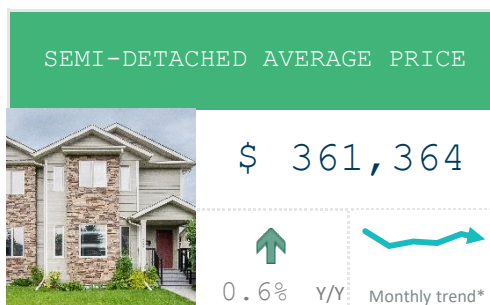 SEMI-DETACHED AVERAGE PRICE
$ 361,364
0.6% Y/Y
Monthly trend*